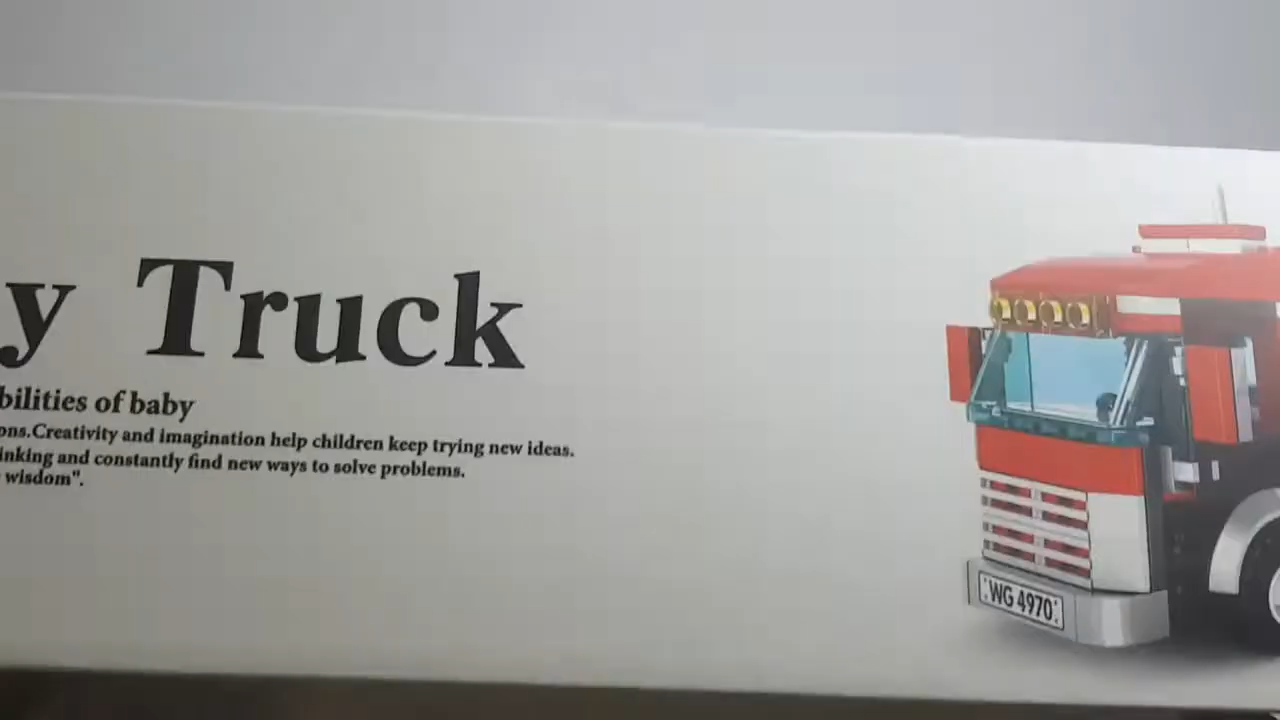 y Truck
bilities of baby
ons.Creativity and imagination help children keep trying new ideas.
inking and constantly find new ways to solve problems.
wisdom".
WG 4970